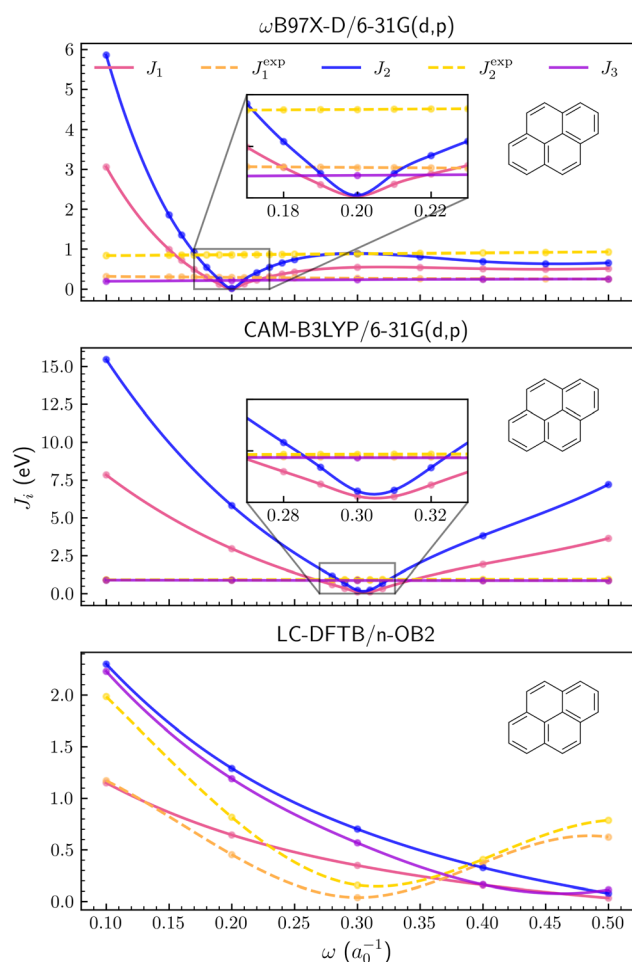 ωB97X-D/6-31G(d,p)
6
J₁ J₁ᵉˣᵖ J₂ J₂ᵉˣᵖ J₃
5
4
3
0.18 0.20 0.22
2
1
0
CAM-B3LYP/6-31G(d,p)
15.0
12.5
10.0
7.5
0.28 0.30 0.32
5.0
2.5
0.0
Jᵢ (eV)
LC-DFTB/n-OB2
2.0
1.5
1.0
0.5
0.0
0.10 0.15 0.20 0.25 0.30 0.35 0.40 0.45 0.50
ω (a₀⁻¹)